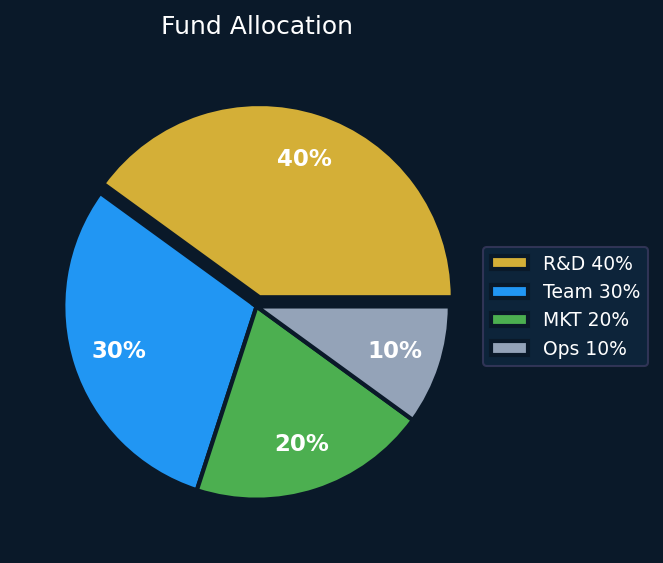 Fund Allocation
40%
30%
10%
20%
R&D 40%
Team 30%
MKT 20%
Ops 10%